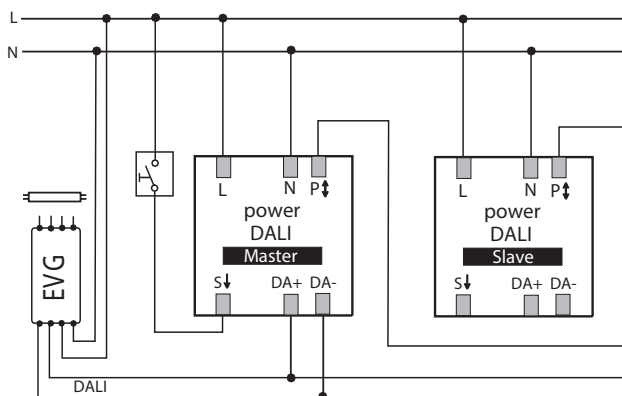 L
N
L N P
power
DALI
Master
S DA+ DA-
L N P
power
DALI
Slave
S DA+ DA-
EVG
DALI